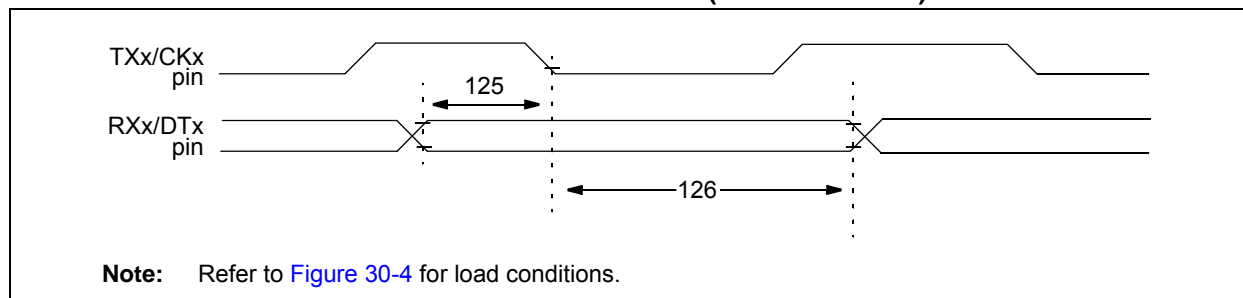 TXx/CKx
pin
125
RXx/DTx
pin
126
Note: Refer to Figure 30-4 for load conditions.